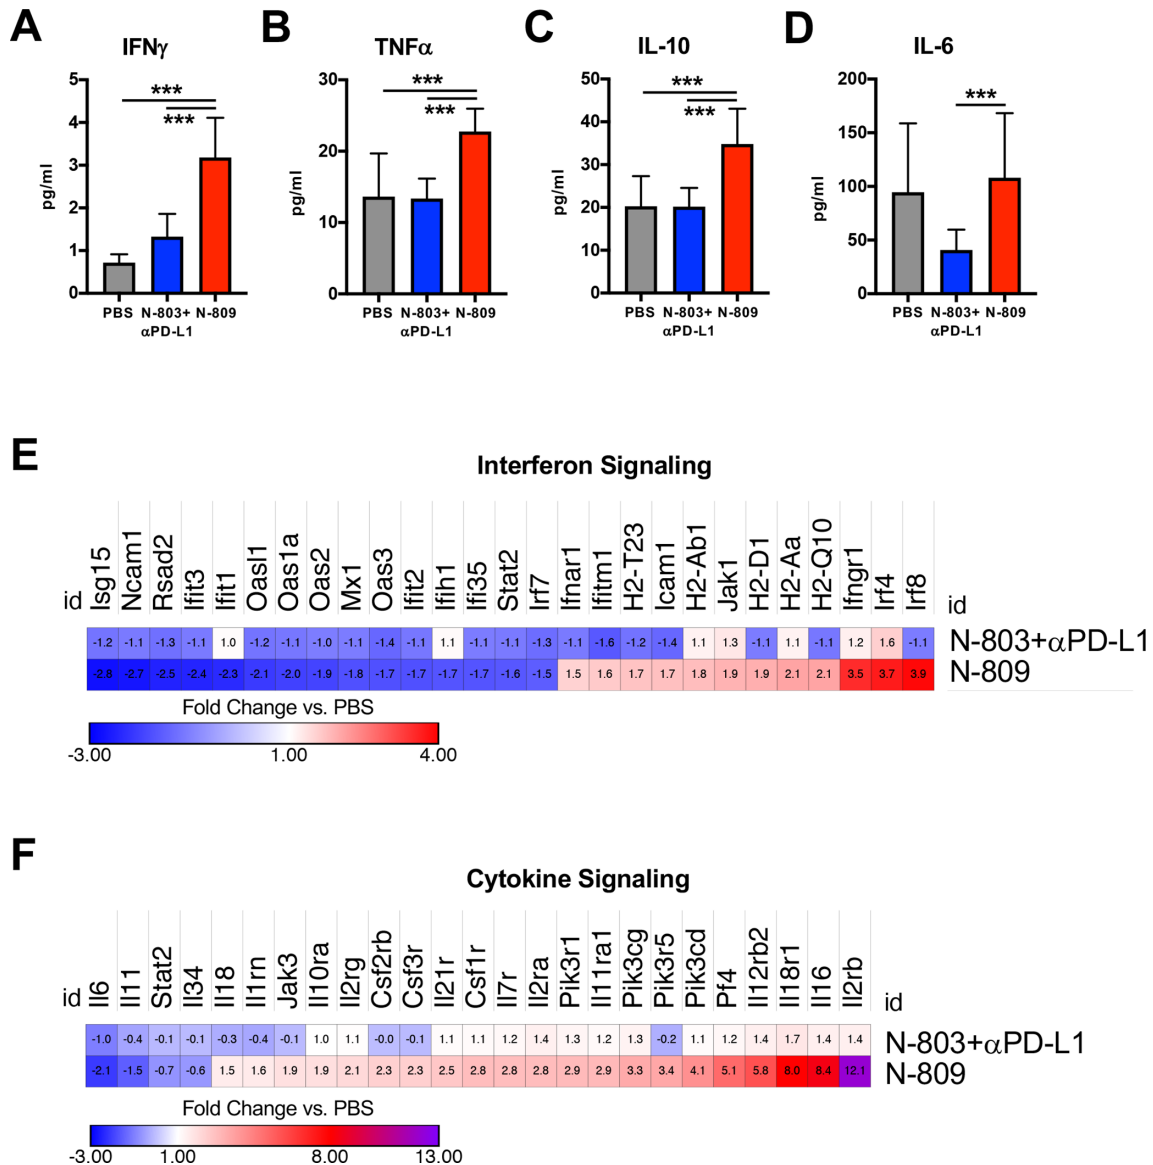 A
B
C
D
IFNγ
TNFα
IL-10
IL-6
5
4
3
2
1
0
pg/ml
***
***
PBS N-803+ N-809
αPD-L1
30
20
10
0
pg/ml
***
***
PBS N-803+ N-809
αPD-L1
50
40
30
20
10
0
pg/ml
***
***
PBS N-803+ N-809
αPD-L1
200
150
100
50
0
pg/ml
***
PBS N-803+ N-809
αPD-L1
E
Interferon Signaling
id Isg15 Ncam1 Rsad2 Ifit3 Ifit1 Oasl1 Oas1a Oas2 Mx1 Oas3 Ifit2 Ifih1 Ifi35 Stat2 Irf7 Ifnar1 Ifitm1 H2-T23 Icam1 H2-Ab1 Jak1 H2-D1 H2-Aa H2-Q10 Ifngr1 Irf4 Irf8 id
-1.2 -1.1 -1.3 -1.1 1.0 -1.2 -1.1 -1.0 -1.1 -1.4 -1.1 1.1 -1.1 -1.1 -1.3 -1.1 -1.6 -1.2 -1.4 1.1 1.3 -1.1 1.1 -1.1 1.2 1.6 -1.1 N-803+αPD-L1
-2.8 -2.7 -2.5 -2.4 -2.3 -2.1 -2.0 -1.9 -1.8 -1.7 -1.7 -1.7 -1.7 -1.6 -1.5 1.5 1.6 1.7 1.7 1.8 1.9 1.9 2.1 2.1 3.5 3.7 3.9 N-809
Fold Change vs. PBS
-3.00 1.00 4.00
F
Cytokine Signaling
id Il6 Il11 Stat2 Il34 Il18 Il1rn Jak3 Il10ra Il2rg Csf2rb Csf3r Il21r Csf1r Il7r Il2ra Pik3r1 Il11ra1 Pik3cg Pik3r5 Pik3cd Pf4 Il12rb2 Il18r1 Il16 Il2rb id
-1.0 -0.4 -0.1 -0.1 -0.3 -0.4 -0.1 1.0 1.1 -0.0 -0.1 1.1 1.1 1.2 1.4 1.3 1.2 1.3 -0.2 1.1 1.2 1.4 1.7 1.4 1.4 N-803+αPD-L1
-2.1 -1.5 -0.7 -0.6 1.5 1.6 1.9 1.9 2.1 2.3 2.3 2.5 2.8 2.8 2.8 2.9 2.9 3.3 3.4 4.1 5.1 5.8 8.0 8.4 12.1 N-809
Fold Change vs. PBS
-3.00 1.00 8.00 13.00